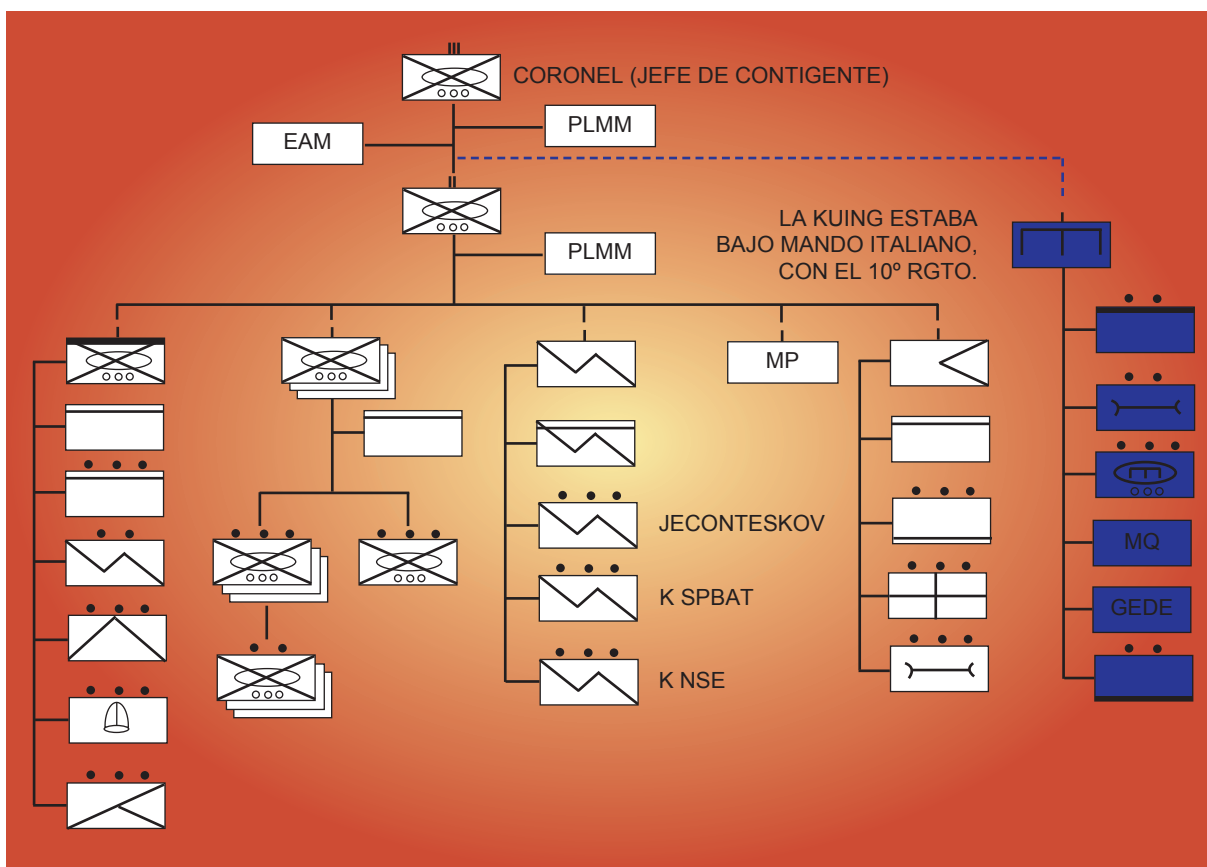 CORONEL (JEFE DE CONTIGENTE)
PLMM
EAM
LA KUING ESTABA
BAJO MANDO ITALIANO,
CON EL 10º RGTO.
PLMM
MP
JECONTESKOV
MQ
K SPBAT
GEDE
K NSE